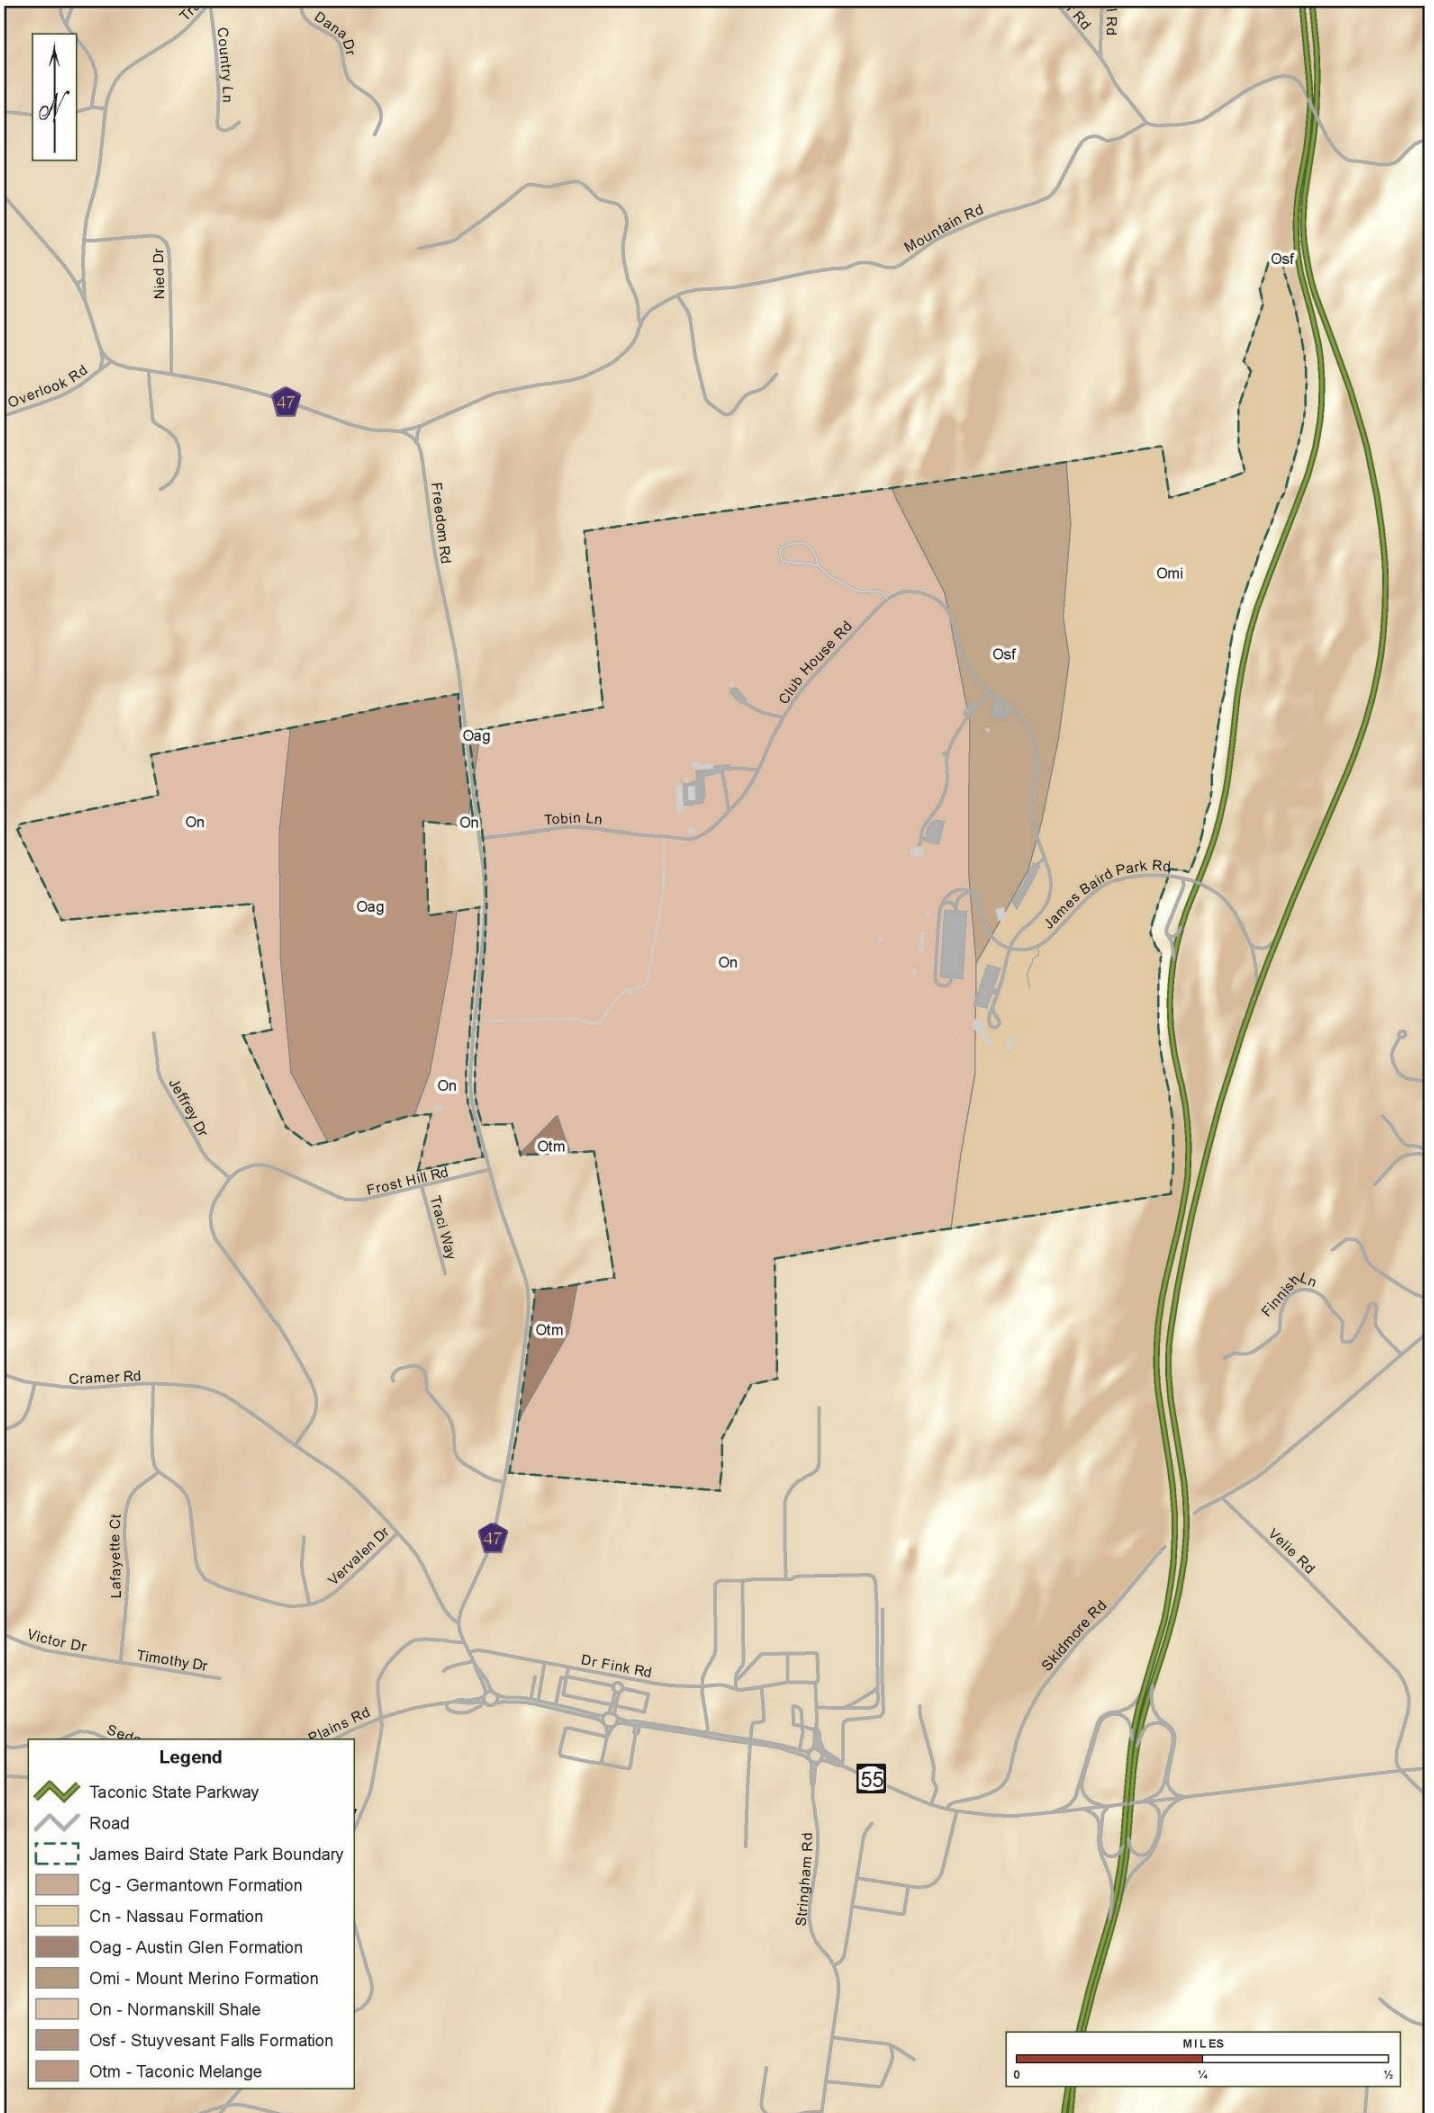 Country Ln
Dana Dr
Rd
Rd
N
Nied Dr
Mountain Rd
Osf
Overlook Rd
47
Freedom Rd
Omi
Club House Rd
Osf
Oag
On
On
Tobin Ln
James Baird Park Rd
Oag
On
On
Jeffrey Dr
Otm
Frost Hill Rd
Traci Way
Finnish Ln
Otm
Cramer Rd
47
Lafayette Ct
Vervalen Dr
Velie Rd
Skidmore Rd
Victor Dr
Timothy Dr
Dr Fink Rd
Plains Rd
55
Stringham Rd
Legend
Taconic State Parkway
Road
James Baird State Park Boundary
Cg - Germantown Formation
Cn - Nassau Formation
Oag - Austin Glen Formation
Omi - Mount Merino Formation
On - Normanskill Shale
Osf - Stuyvesant Falls Formation
Otm - Taconic Melange
MILES
0 ¼ ½